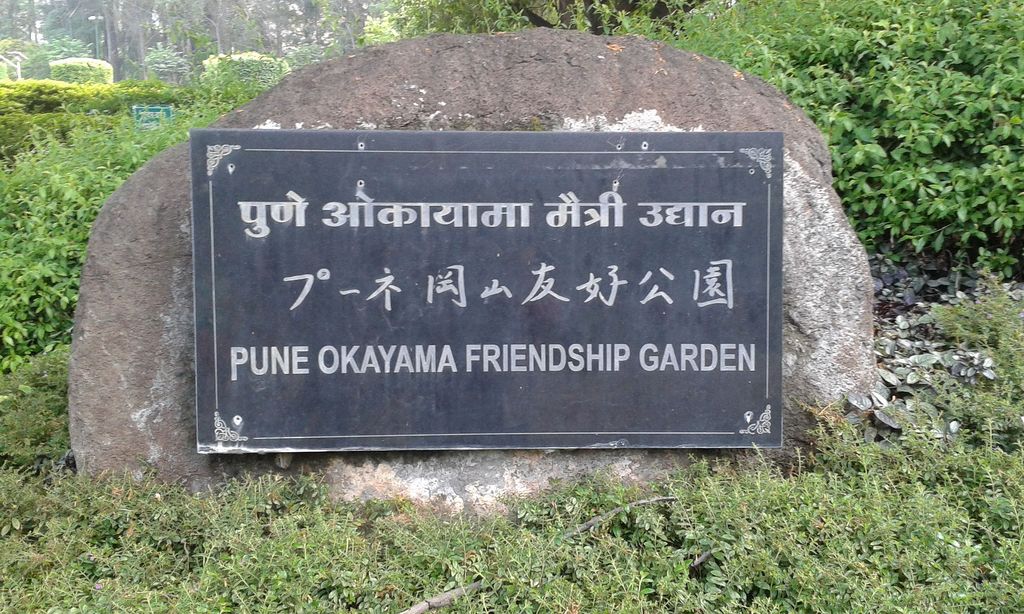 पुणे ओकायामा मैत्री उद्यान
プーネ岡山友好公園
PUNE OKAYAMA FRIENDSHIP GARDEN